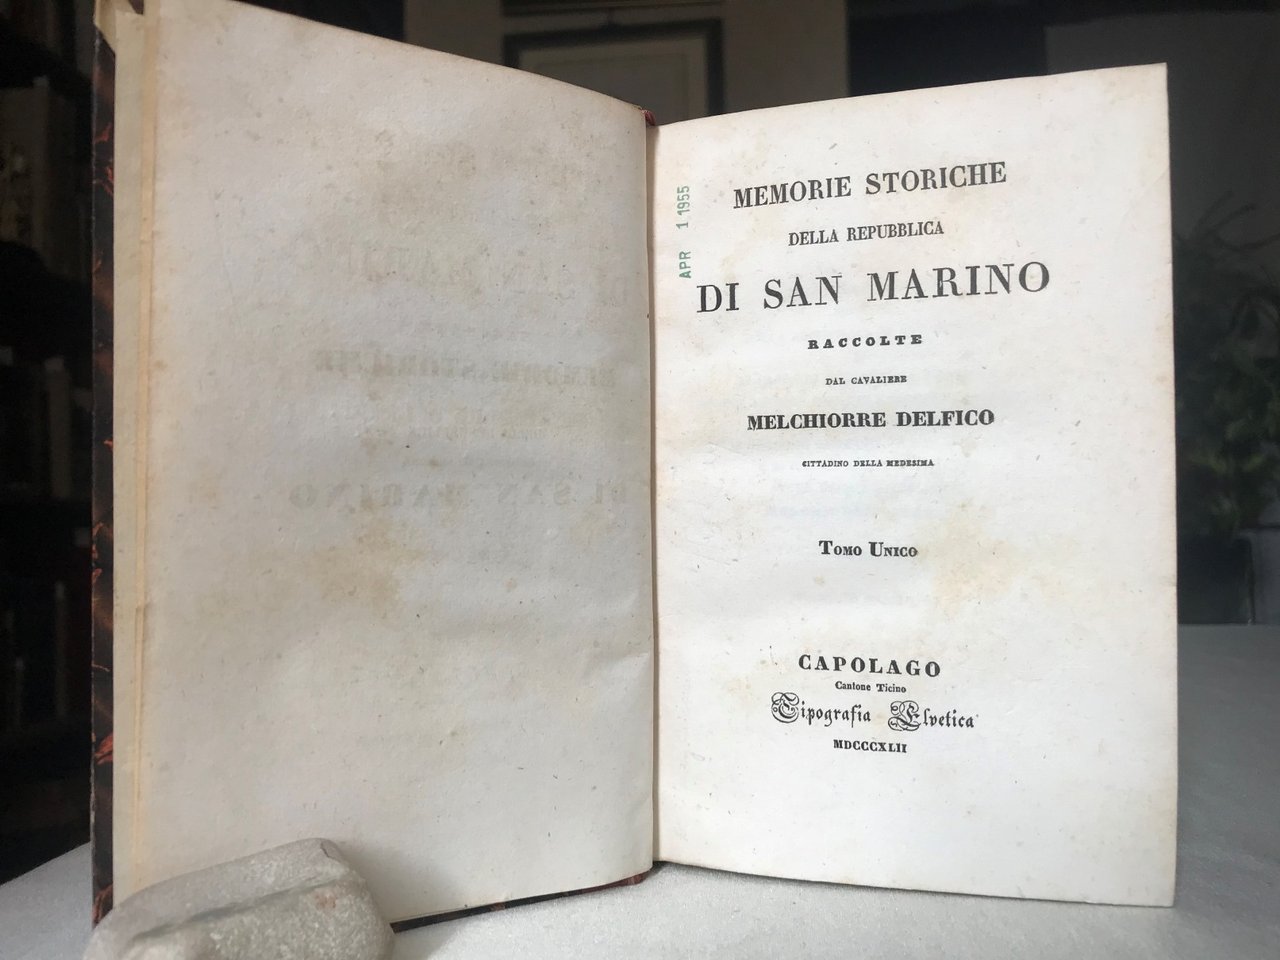 MEMORIE STORICHE
DELLA REPUBBLICA
DI SAN MARINO
RACCOLTE
DAL CAVALIERE
MELCHIORRE DELFICO
CITTADINO DELLA MEDESIMA
TOMO UNICO
CAPOLAGO
Cantone Ticino
Tipografia Elvetica
MDCCCXLII
APR 1 1955